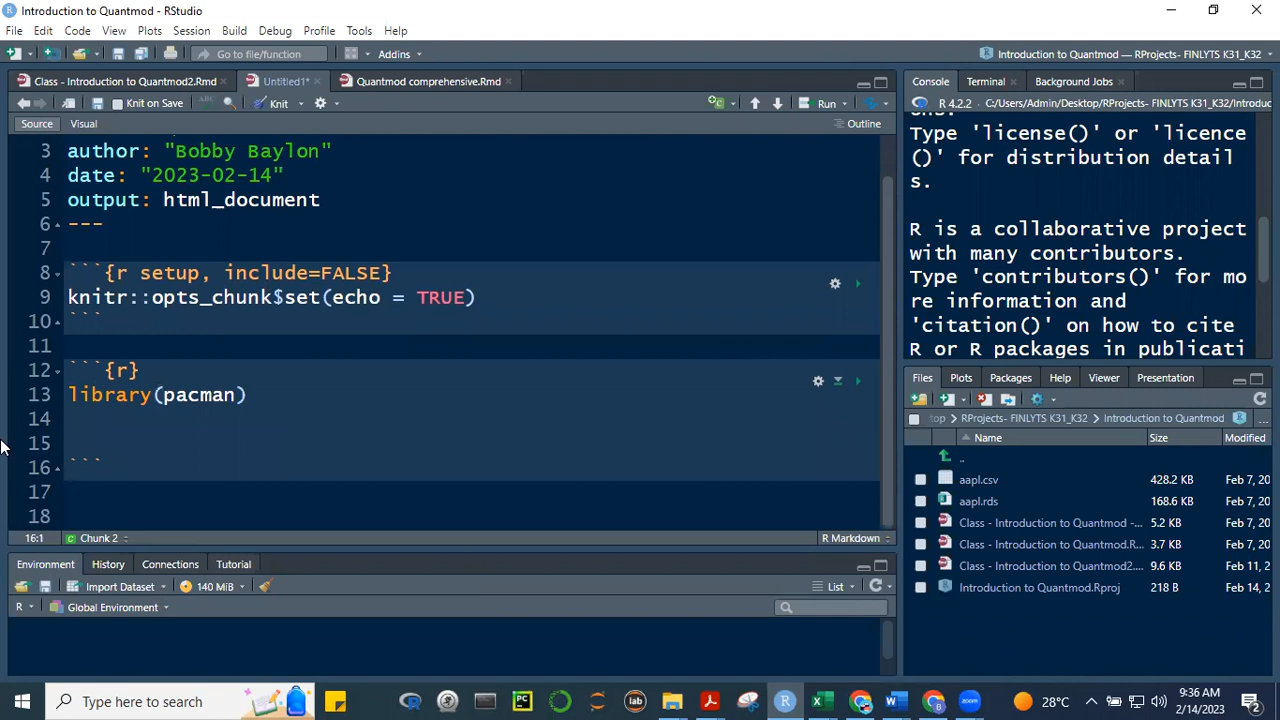 Introduction to Quantmod - RStudio
File Edit Code View Plots Session Build Debug Profile Tools Help
Go to file/function
Addins
Introduction to Quantmod — RProjects- FINLYTS K31_K32
Class - Introduction to Quantmod2.Rmd
Untitled1*
Quantmod comprehensive.Rmd
Knit on Save
Knit
Run
Source
Visual
Outline
3 author: "Bobby Baylon"
4 date: "2023-02-14"
5 output: html_document
6 ---
7
8 ```{r setup, include=FALSE}
9 knitr::opts_chunk$set(echo = TRUE)
10 ```
11
12 ```{r}
13 library(pacman)
14
15
16 ```
17
18
16:1
Chunk 2
R Markdown
Environment History Connections Tutorial
Import Dataset
140 MiB
List
R
Global Environment
Console Terminal Background Jobs
R 4.2.2 · C:/Users/Admin/Desktop/RProjects- FINLYTS K31_K32/Introduc
ons.
Type 'license()' or 'licence
()' for distribution detail
s.
R is a collaborative project
with many contributors.
Type 'contributors()' for mo
re information and
'citation()' on how to cite
R or R packages in publicati
Files Plots Packages Help Viewer Presentation
top > RProjects- FINLYTS K31_K32 > Introduction to Quantmod ...
Name Size Modified
..
aapl.csv 428.2 KB Feb 7, 20
aapl.rds 168.6 KB Feb 7, 20
Class - Introduction to Quantmod -... 5.2 KB Feb 7, 20
Class - Introduction to Quantmod.R... 3.7 KB Feb 7, 20
Class - Introduction to Quantmod2.... 9.6 KB Feb 11, 2
Introduction to Quantmod.Rproj 218 B Feb 14, 2
Type here to search
PC
lab
zoom
28°C
9:36 AM
2/14/2023
2